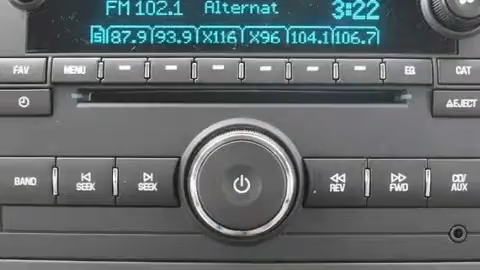 FM 102.1 Alternat 3:22
87.9 93.9 X116 X96 104.1 106.7
FAV MENU EQ CAT
EJECT
BAND SEEK SEEK REV FWD CD/AUX